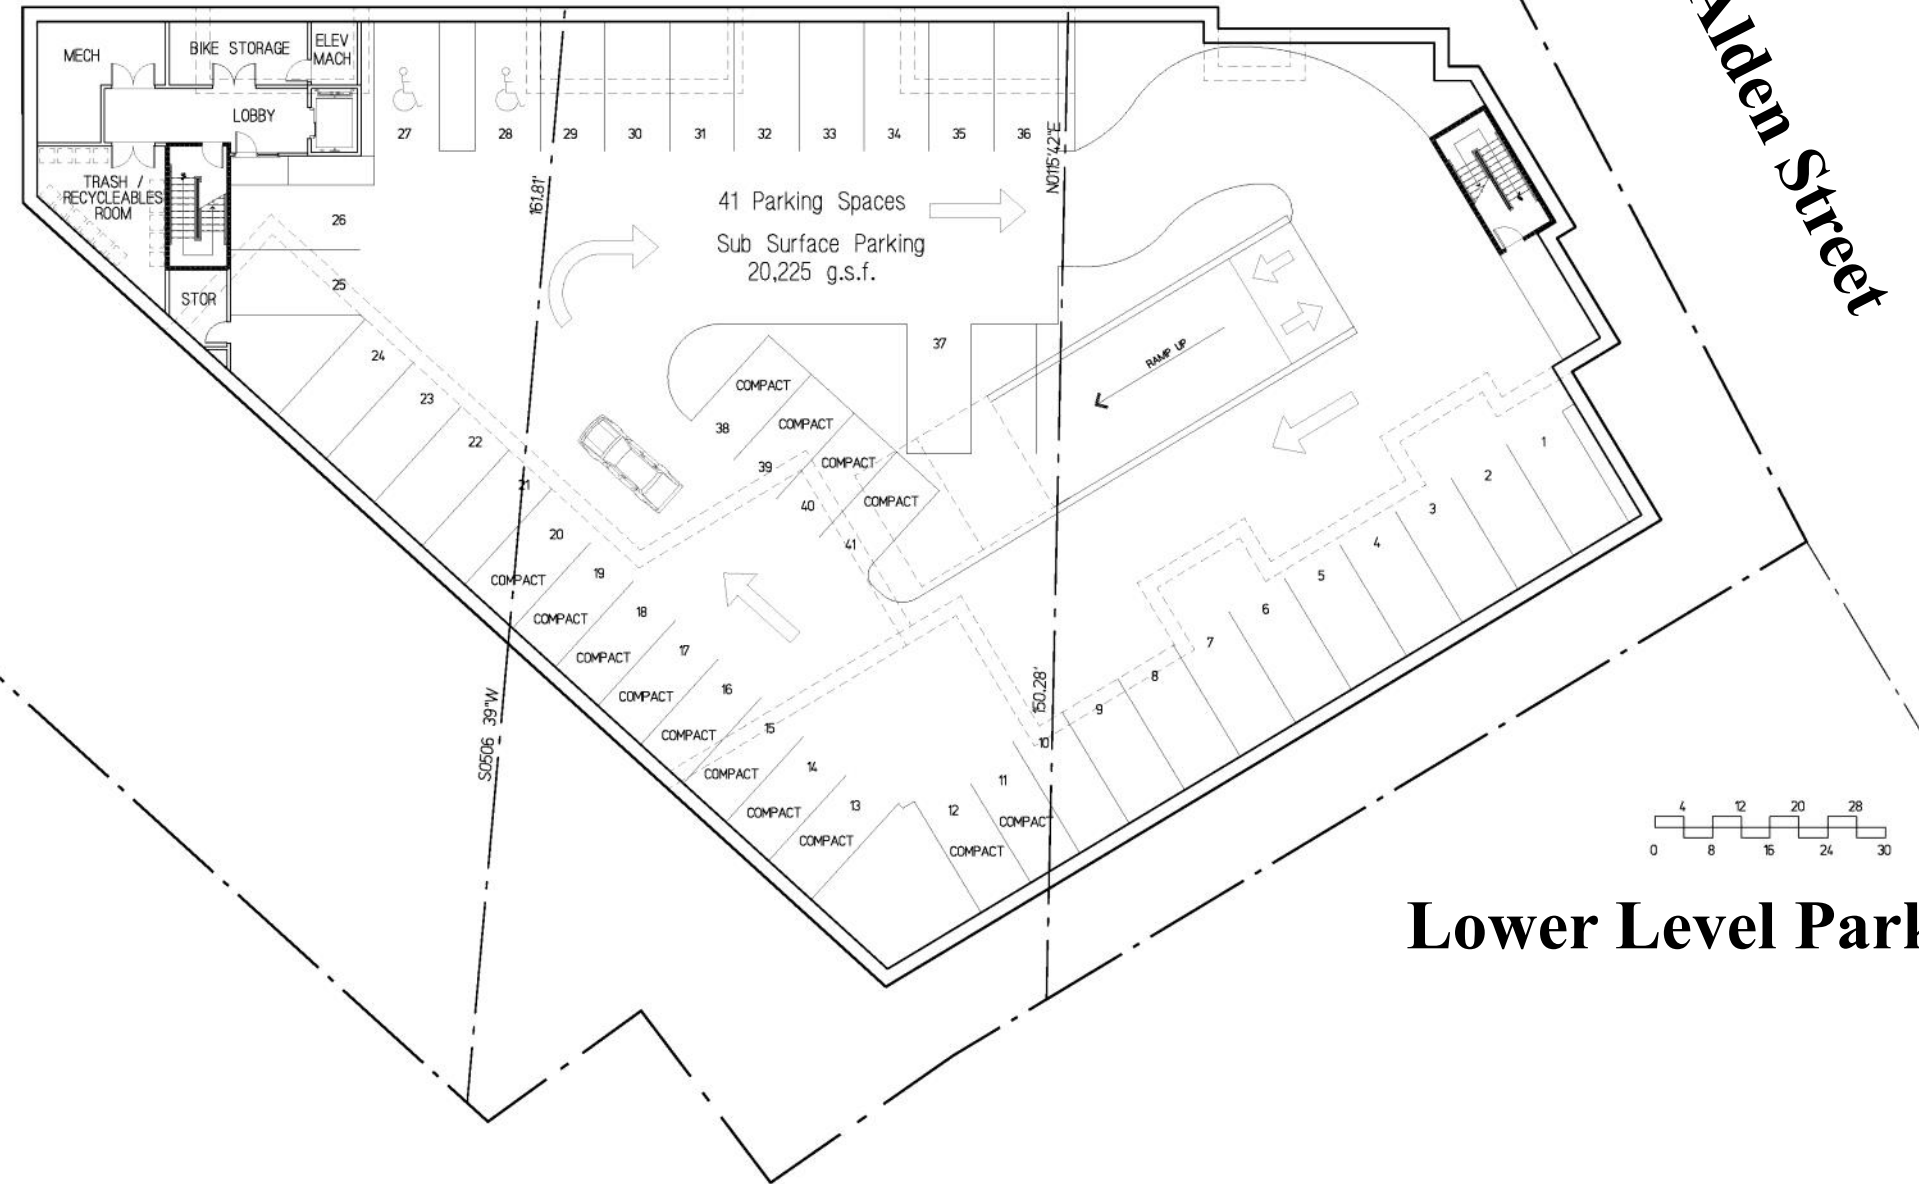 Alden Street
MECH
BIKE STORAGE
ELEV
MACH
LOBBY
TRASH /
RECYCLEABLES
ROOM
STOR
27
28
29
30
31
32
33
34
35
36
161.81'
N0115'42"E
41 Parking Spaces
Sub Surface Parking
20,225 g.s.f.
26
25
24
23
22
21
20
19
18
17
16
15
14
13
COMPACT
COMPACT
COMPACT
COMPACT
COMPACT
COMPACT
COMPACT
COMPACT
37
RAMP UP
COMPACT
COMPACT
COMPACT
COMPACT
38
39
40
41
1
2
3
4
5
6
7
8
9
10
11
12
COMPACT
COMPACT
S0506 39"W
150.28'
4 12 20 28
0 8 16 24 30
Lower Level Park